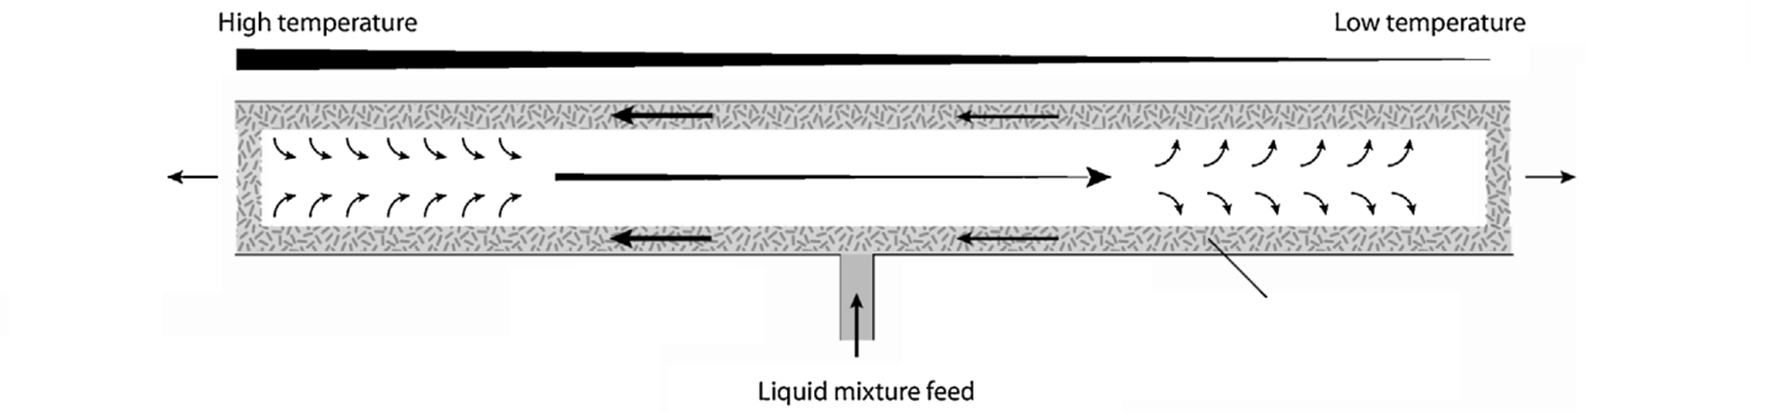 High temperature
Low temperature
Liquid mixture feed